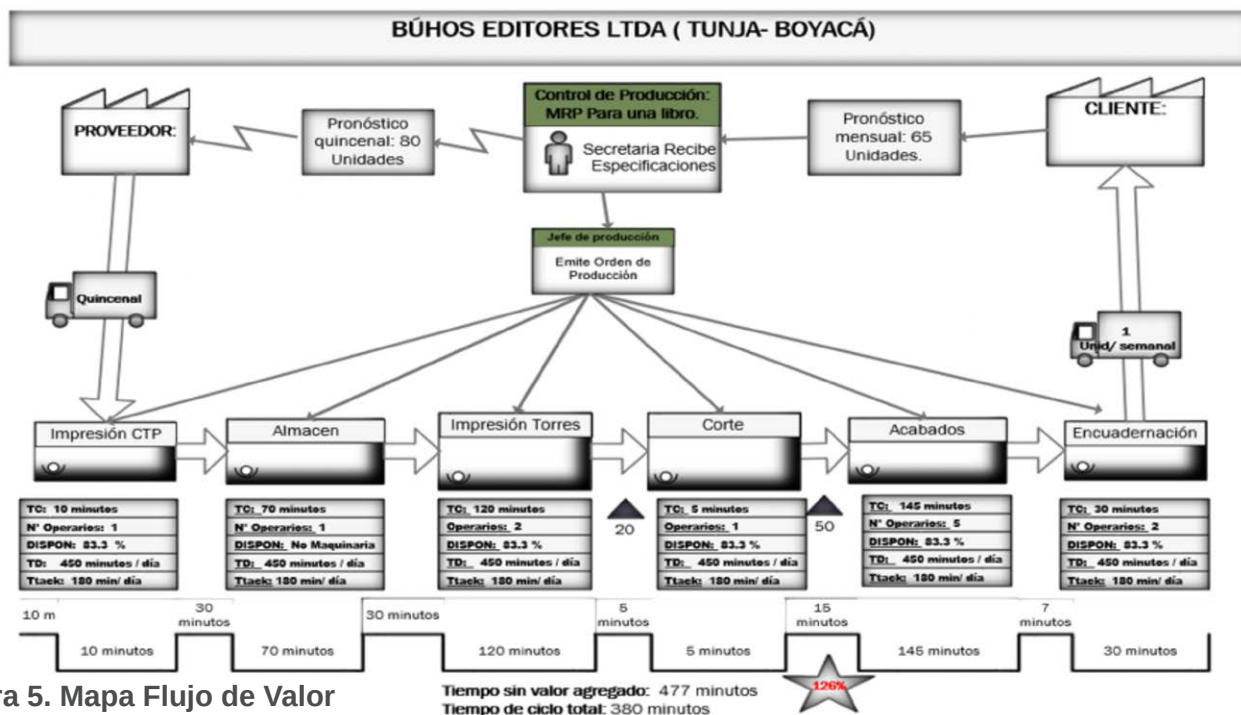 BÚHOS EDITORES LTDA ( TUNJA- BOYACÁ)
PROVEEDOR:
Pronóstico
quincenal: 80
Unidades
Control de Producción:
MRP Para una libro.
Secretaria Recibe
Especificaciones
Pronóstico
mensual: 65
Unidades.
CLIENTE:
Jefe de producción
Emite Orden de
Producción
Quincenal
1
Unid/ semanal
Impresión CTP
Almacen
Impresión Torres
Corte
Acabados
Encuadernación
TC: 10 minutos
N° Operarios: 1
DISPON: 83.3 %
TD: 450 minutos / día
Ttack: 180 min/ día
TC: 70 minutos
N° Operarios: 1
DISPON: No Maquinaria
TD: 450 minutos / día
Ttack: 180 min/ día
TC: 120 minutos
Operarios: 2
DISPON: 83.3 %
TD: 450 minutos / día
Ttack: 180 min/ día
20
TC: 5 minutos
Operarios: 1
DISPON: 83.3 %
TD: 450 minutos / día
Ttack: 180 min/ día
50
TC: 145 minutos
N° Operarios: 5
DISPON: 83.3 %
TD: 450 minutos / día
Ttack: 180 min/ día
TC: 30 minutos
N° Operarios: 2
DISPON: 83.3 %
TD: 450 minutos / día
Ttack: 180 min/ día
10 m
30
minutos
30 minutos
5
minutos
15
minutos
7
minutos
10 minutos
70 minutos
120 minutos
5 minutos
145 minutos
30 minutos
126%
ra 5. Mapa Flujo de Valor
Tiempo sin valor agregado: 477 minutos
Tiempo de ciclo total: 380 minutos